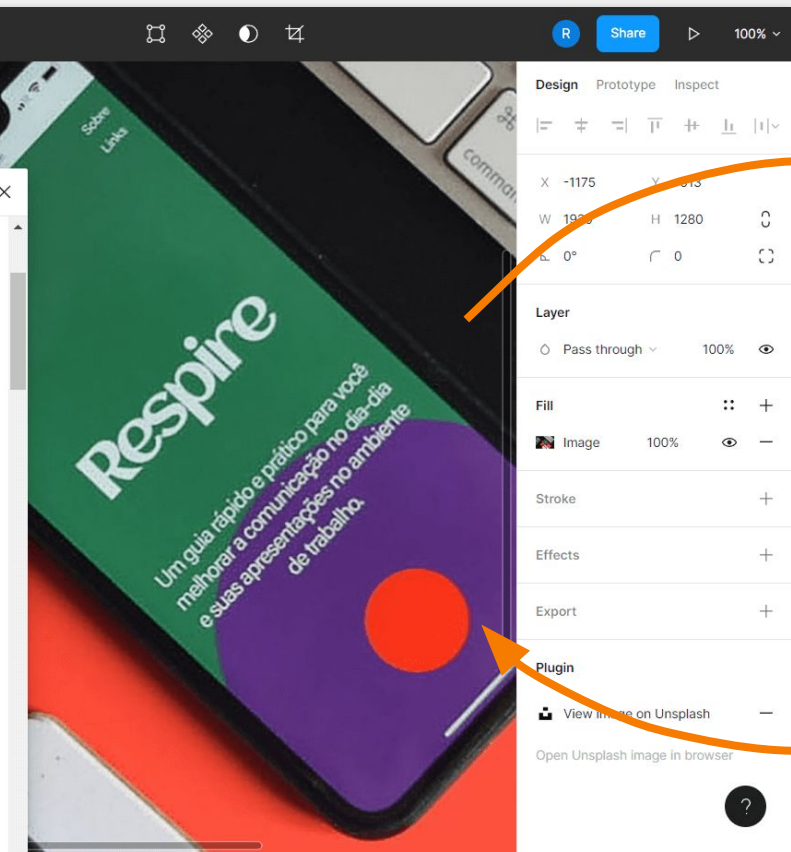 R Share 100%
Design Prototype Inspect
X -1175 Y
W H 1280
0° 0
Layer
Pass through 100%
Fill
Image 100%
Stroke
Effects
Export
Plugin
View image on Unsplash
Open Unsplash image in browser
?
Sobre
Links
command
Respire
Um guia rápido e prático para você
melhorar a comunicação no dia-dia
e suas apresentações no ambiente
de trabalho.